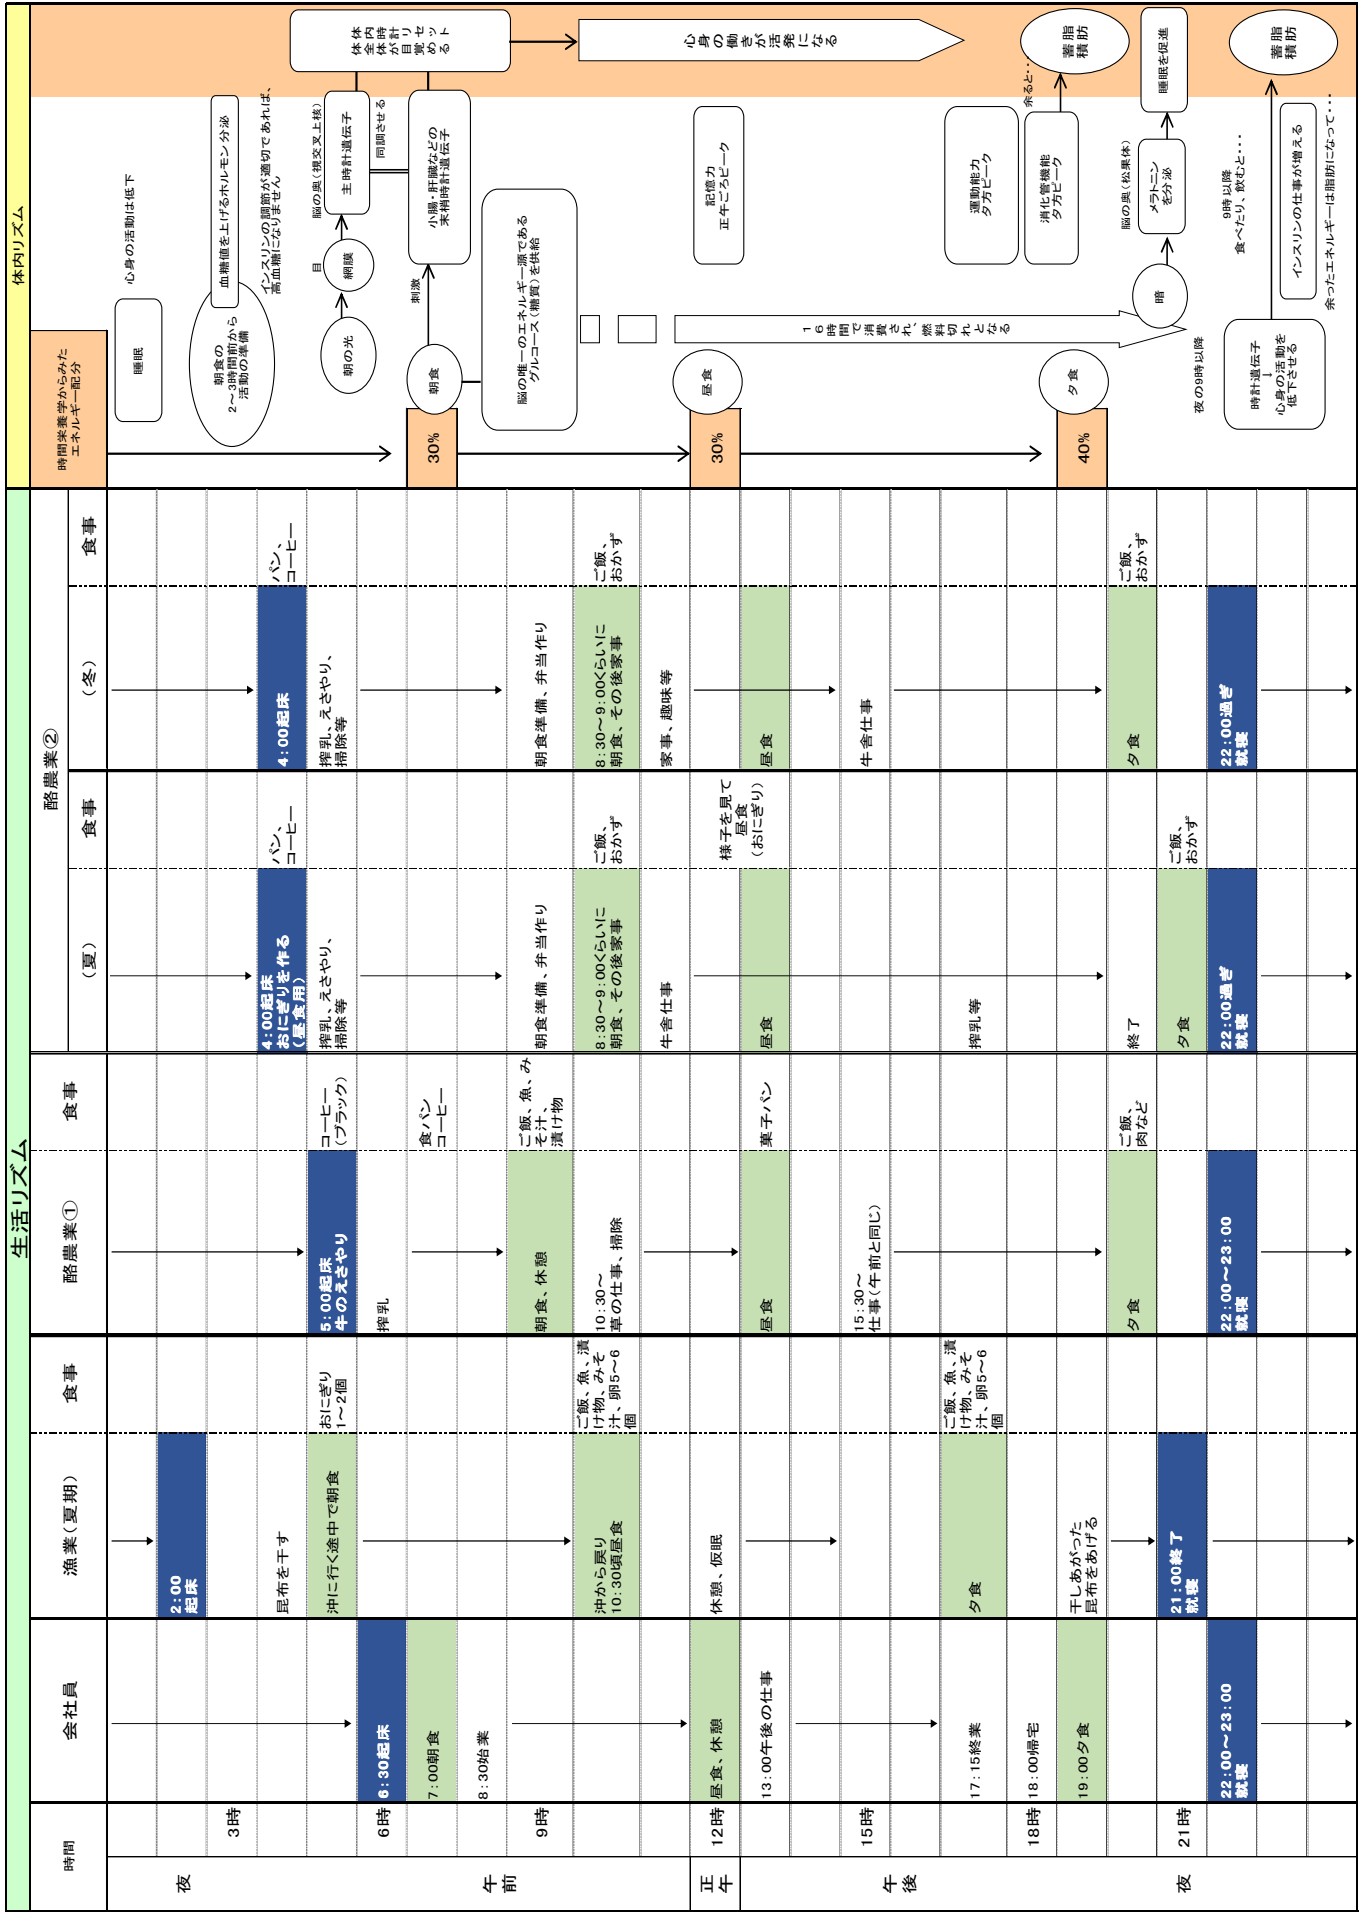 生活リズム
体内リズム
時間
会社員
漁業(夏期)
食事
酪農業①
食事
酪農業②
(夏)
食事
(冬)
食事
時間栄養学からみた
エネルギー配分
夜
午前
正午
午後
夜
3時
6時
9時
12時
15時
18時
21時
6:30起床
7:00朝食
8:30始業
昼食、休憩
13:00午後の仕事
17:15終業
18:00帰宅
19:00夕食
22:00~23:00
就寝
2:00
起床
昆布を干す
沖に行く途中で朝食
沖から戻り
10:30頃昼食
休憩、仮眠
夕食
干しあがった
昆布をあげる
21:00終了
就寝
おにぎり
1~2個
ご飯、魚、漬
け物、みそ
汁、卵5~6
個
ご飯、魚、漬
け物、みそ
汁、卵5~6
個
5:00起床
牛のえさやり
搾乳
朝食、休憩
10:30~
草の仕事、掃除
昼食
15:30~
仕事(午前と同じ)
夕食
22:00~23:00
就寝
コーヒー
(ブラック)
食パン
コーヒー
ご飯、魚、み
そ汁、
漬け物
菓子パン
ご飯、
肉など
4:00起床
おにぎりを作る
(昼食用)
搾乳、えさやり、
掃除等
朝食準備、弁当作り
8:30~9:00くらいに
朝食、その後家事
牛舎仕事
昼食
搾乳等
終了
夕食
22:00過ぎ
就寝
パン、
コーヒー
ご飯、
おかず
様子を見て
昼食
(おにぎり)
ご飯、
おかず
4:00起床
搾乳、えさやり、
掃除等
朝食準備、弁当作り
8:30~9:00くらいに
朝食、その後家事
家事、趣味等
昼食
牛舎仕事
夕食
22:00過ぎ
就寝
パン、
コーヒー
ご飯、
おかず
ご飯、
おかず
30%
30%
40%
睡眠
心身の活動は低下
朝食の
2~3時間前から
活動の準備
血糖値を上げるホルモン分泌
インスリンの調節が適切であれば、
高血糖になりません
朝の光
目
網膜
脳の奥(視交叉上核)
主時計遺伝子
同調させる
朝食
刺激
小腸・肝臓などの
末梢時計遺伝子
体内時計リセット
体全体が目覚める
心身の働きが活発になる
脳の唯一のエネルギー源である
グルコース(糖質)を供給
16時間で消費され、燃料切れとなる
昼食
記憶力
正午ごろピーク
運動能力
夕方ピーク
消化管機能
夕方ピーク
夕食
余ると・・
脂肪
蓄積
暗
脳の奥(松果体)
メラトニン
を分泌
睡眠を促進
夜の9時以降
時計遺伝子
↓
心身の活動を
低下させる
9時以降
食べたり、飲むと・・・
インスリンの仕事が増える
余ったエネルギーは脂肪になって・・・
脂肪
蓄積